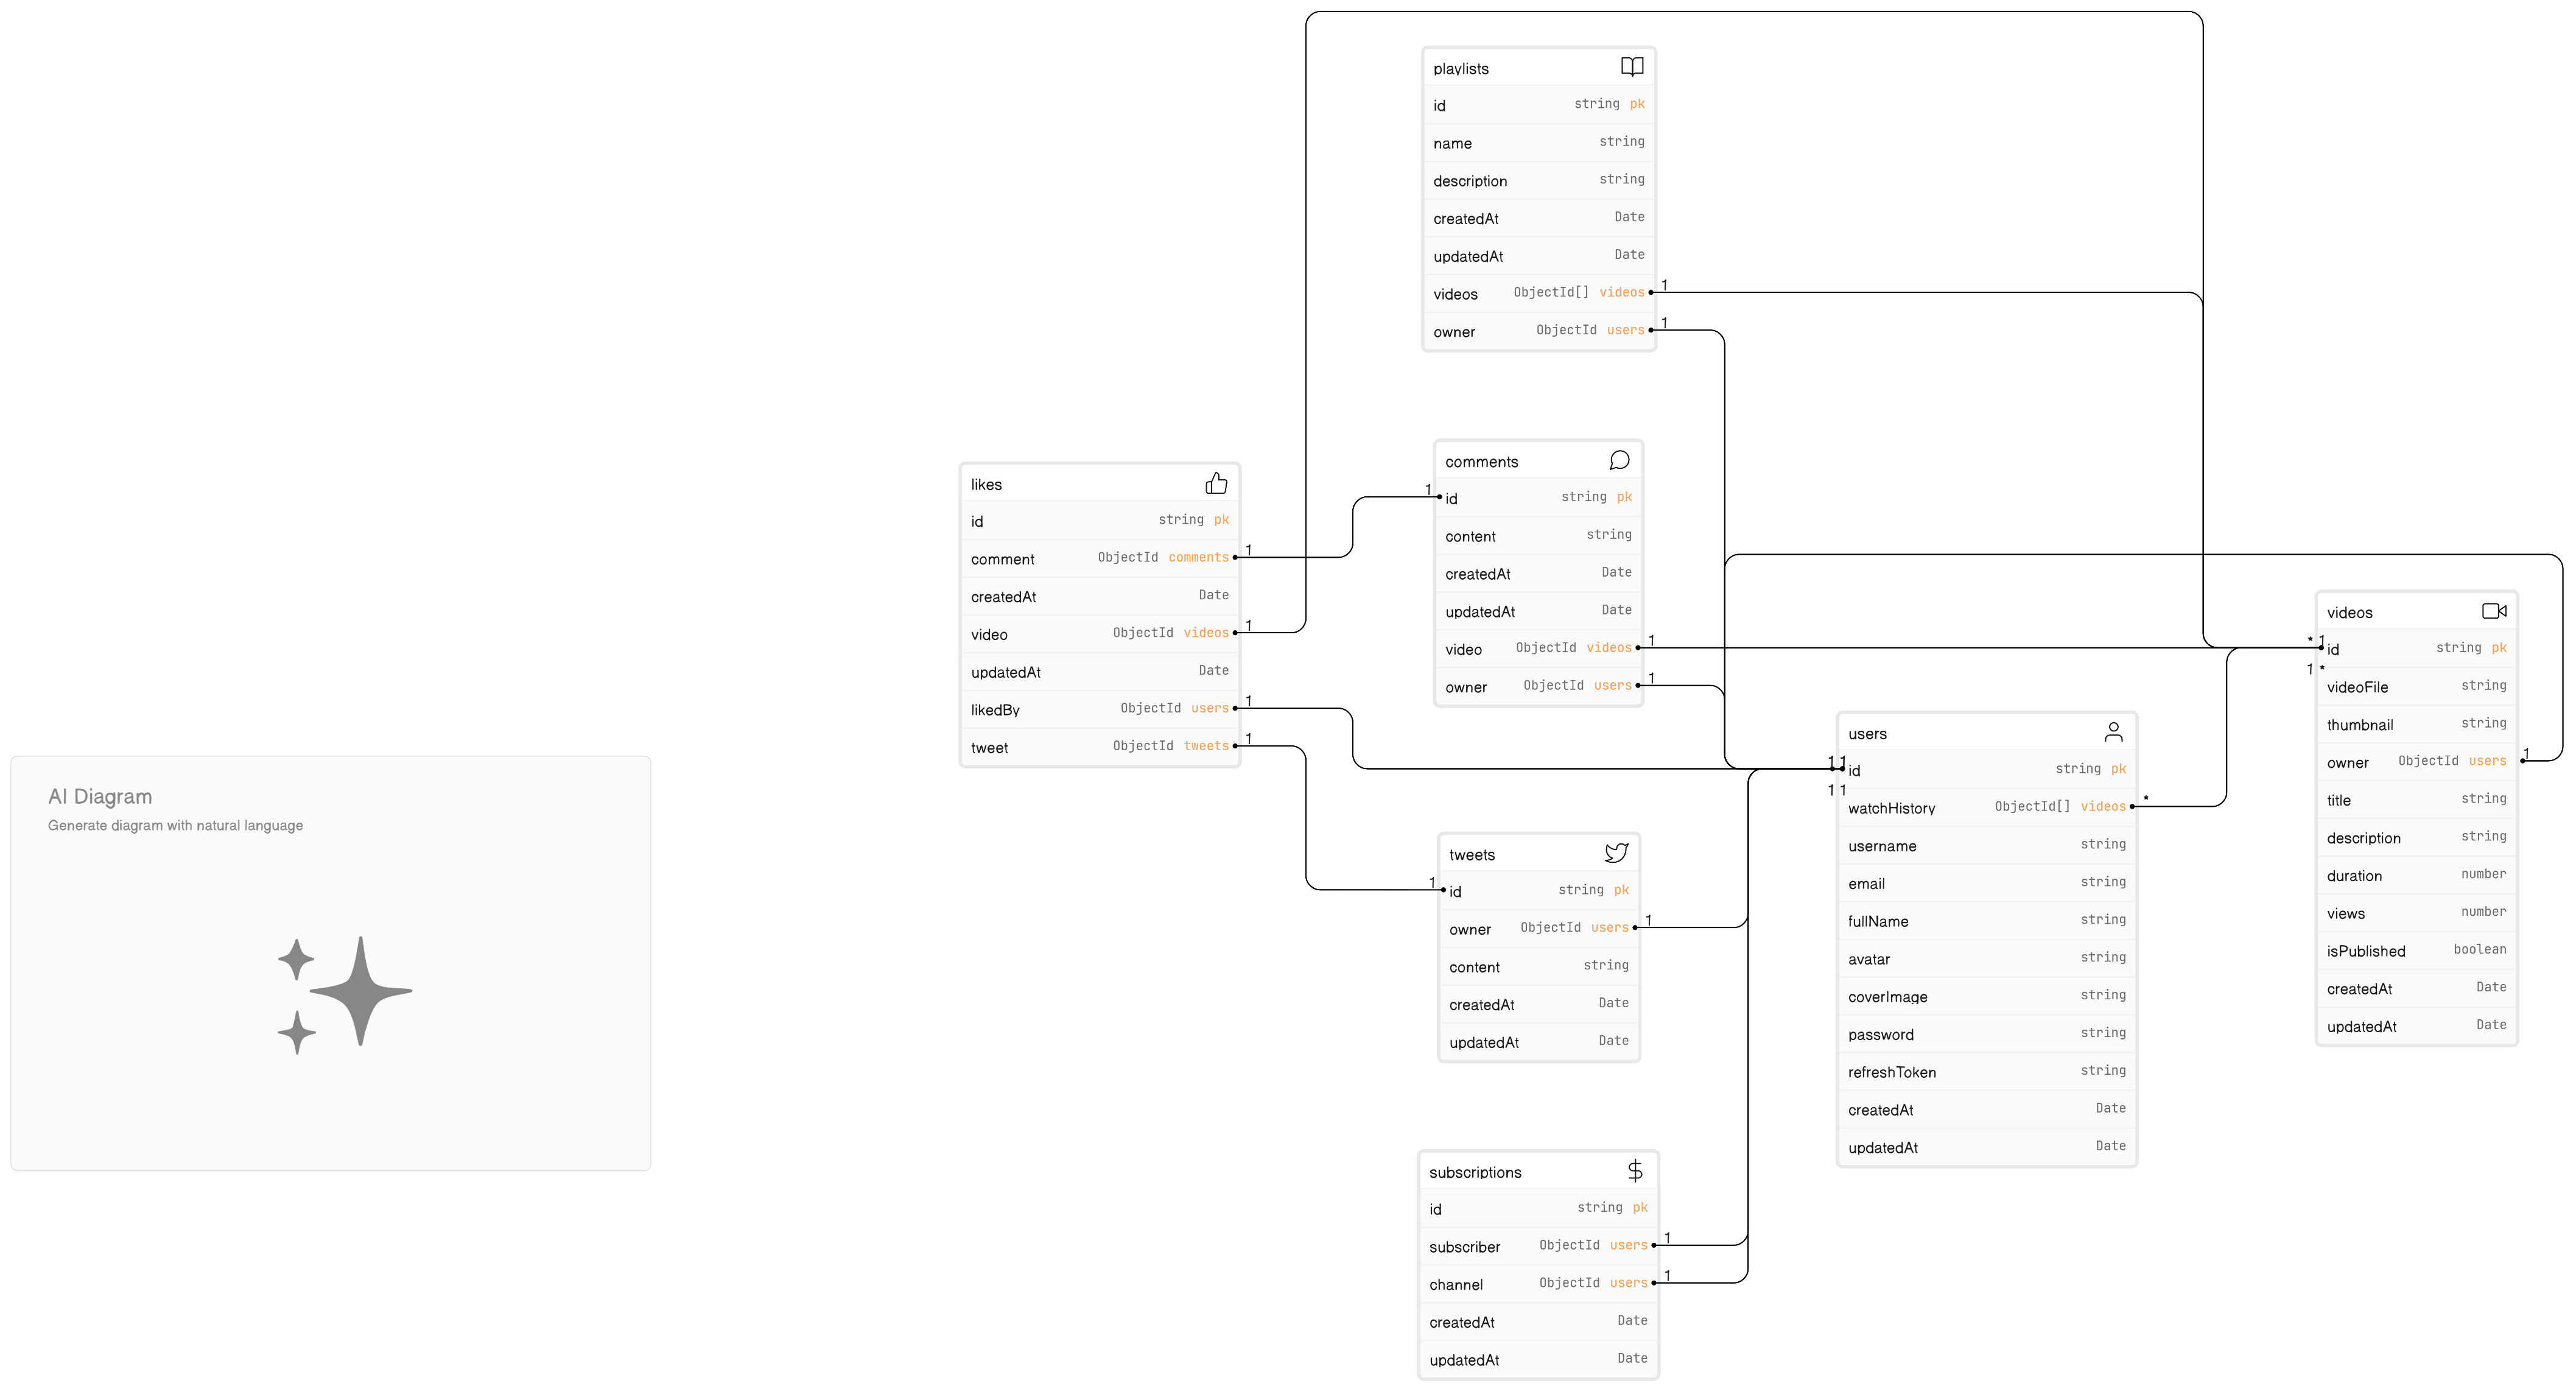 playlists
id string pk
name string
description string
createdAt Date
updatedAt Date
videos ObjectId[] videos 1
owner ObjectId users 1
likes
id string pk
comment ObjectId comments 1
createdAt Date
video ObjectId videos 1
updatedAt Date
likedBy ObjectId users 1
tweet ObjectId tweets 1
comments
1 id string pk
content string
createdAt Date
updatedAt Date
video ObjectId videos 1
owner ObjectId users 1
videos
* 1
id string pk
1 *
videoFile string
thumbnail string
owner ObjectId users 1
title string
description string
duration number
views number
isPublished boolean
createdAt Date
updatedAt Date
users
1 1
id string pk
1 1
watchHistory ObjectId[] videos *
username string
email string
fullName string
avatar string
coverImage string
password string
refreshToken string
createdAt Date
updatedAt Date
AI Diagram
Generate diagram with natural language
tweets
1 id string pk
owner ObjectId users 1
content string
createdAt Date
updatedAt Date
subscriptions
id string pk
subscriber ObjectId users 1
channel ObjectId users 1
createdAt Date
updatedAt Date